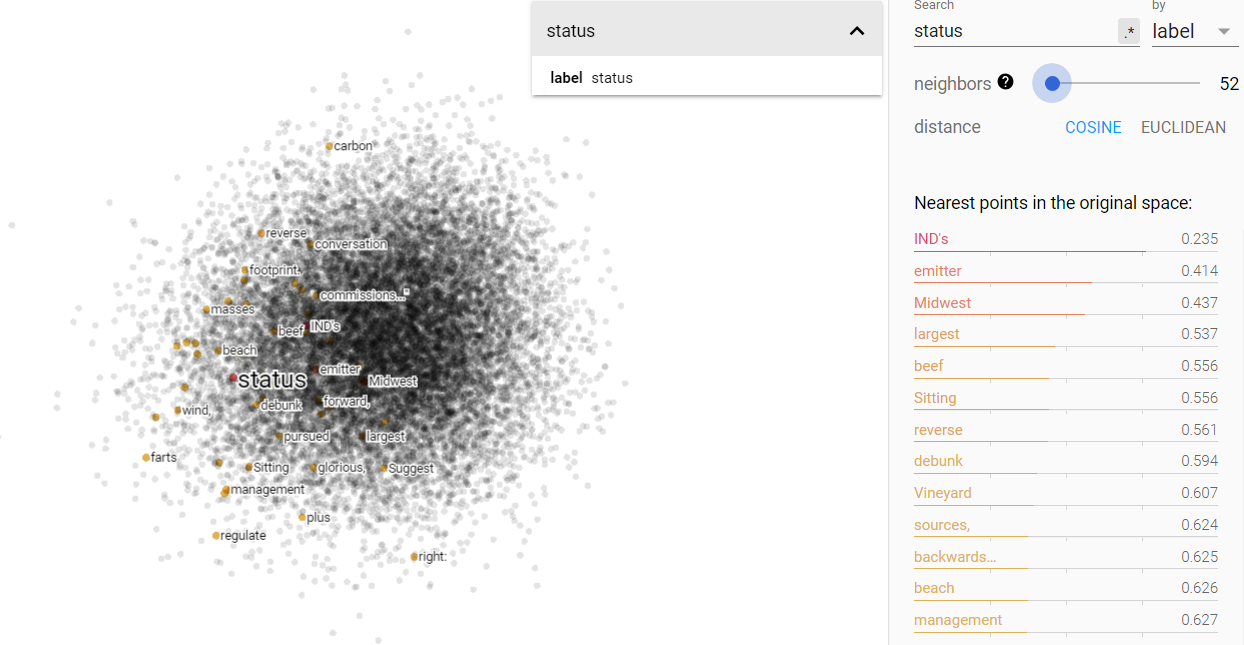 status
label status
Search
by
status
.*
label
neighbors ?
52
distance
COSINE
EUCLIDEAN
Nearest points in the original space:
IND's 0.235
emitter 0.414
Midwest 0.437
largest 0.537
beef 0.556
Sitting 0.556
reverse 0.561
debunk 0.594
Vineyard 0.607
sources, 0.624
backwards... 0.625
beach 0.626
management 0.627
carbon
reverse
conversation
footprint
commissions..."
masses
beef
IND's
beach
emitter
status
Midwest
debunk
forward,
wind,
pursued
largest
farts
Sitting
glorious,
Suggest
management
plus
regulate
right: